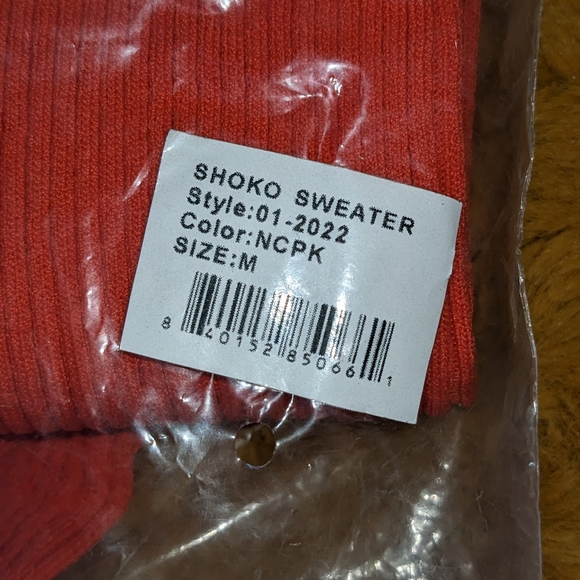 SHOKO SWEATER
Style:01-2022
Color:NCPK
SIZE:M
8 40152 85066 1